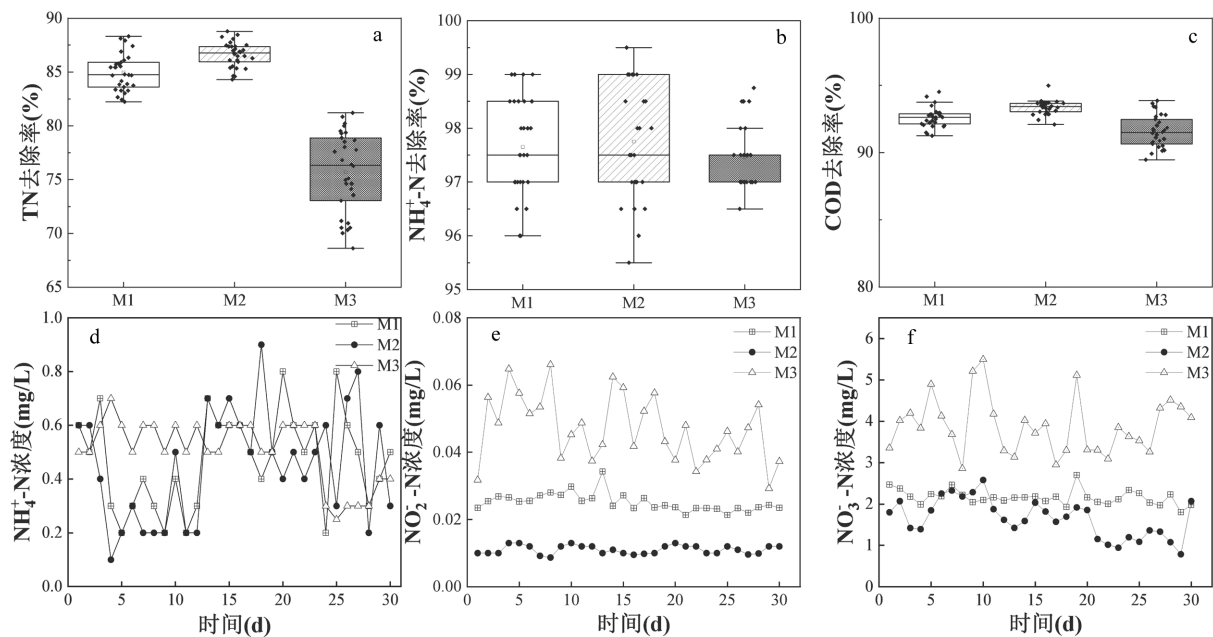 a
TN去除率(%)
90
85
80
75
70
65
M1 M2 M3
b
NH₄⁺-N去除率(%)
100
99
98
97
96
95
M1 M2 M3
c
COD去除率(%)
100
90
80
M1 M2 M3
d
M1
M2
M3
NH₄⁺-N浓度(mg/L)
1.0
0.8
0.6
0.4
0.2
0.0
0 5 10 15 20 25 30
时间(d)
e
M1
M2
M3
NO₂⁻-N浓度(mg/L)
0.08
0.06
0.04
0.02
0.00
0 5 10 15 20 25 30
时间(d)
f
M1
M2
M3
NO₃⁻-N浓度(mg/L)
6
5
4
3
2
1
0
0 5 10 15 20 25 30
时间(d)